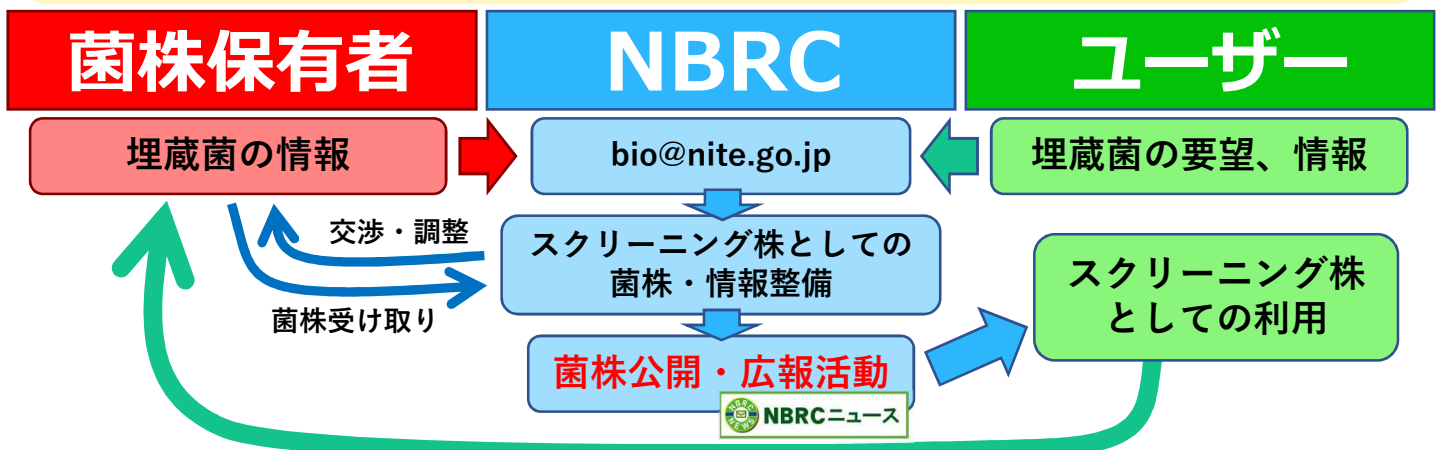 菌株保有者
NBRC
ユーザー
埋蔵菌の情報
bio@nite.go.jp
埋蔵菌の要望、情報
交渉・調整
菌株受け取り
スクリーニング株としての
菌株・情報整備
スクリーニング株
としての利用
菌株公開・広報活動
NBRC
NEWS
NBRCニュース